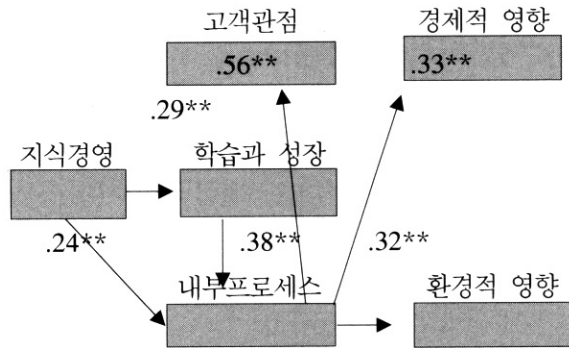 고객관점
경제적 영향
.56**
.33**
.29**
지식경영
학습과 성장
.24**
.38**
.32**
내부프로세스
환경적 영향